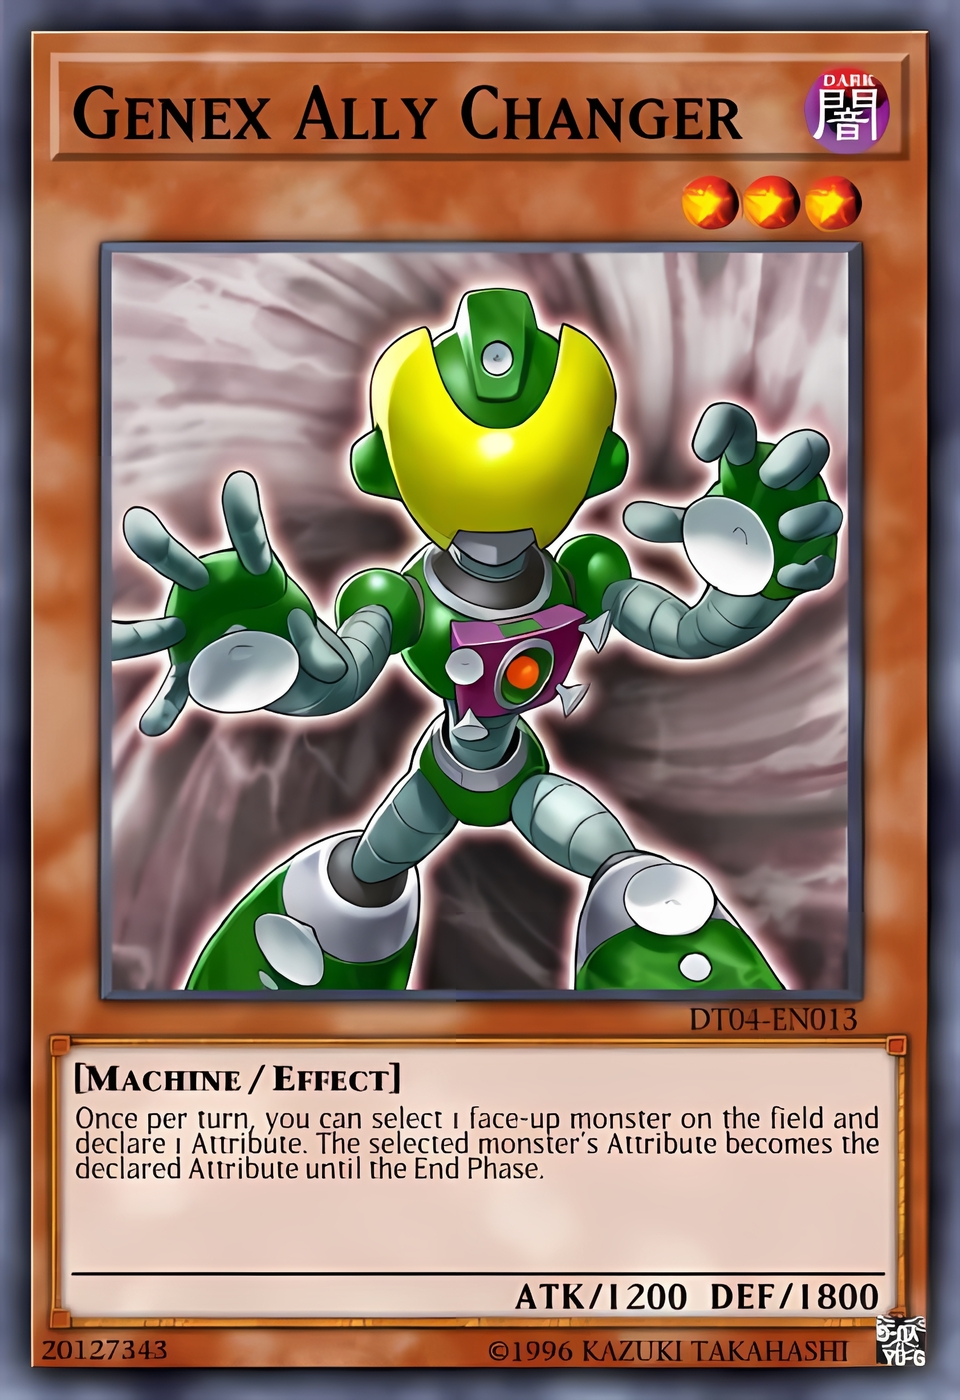 Genex Ally Changer
DARK
闇
DT04-EN013
[Machine / Effect]
Once per turn, you can select 1 face-up monster on the field and
declare 1 Attribute. The selected monster's Attribute becomes the
declared Attribute until the End Phase.
ATK/1200 DEF/1800
20127343
©1996 KAZUKI TAKAHASHI